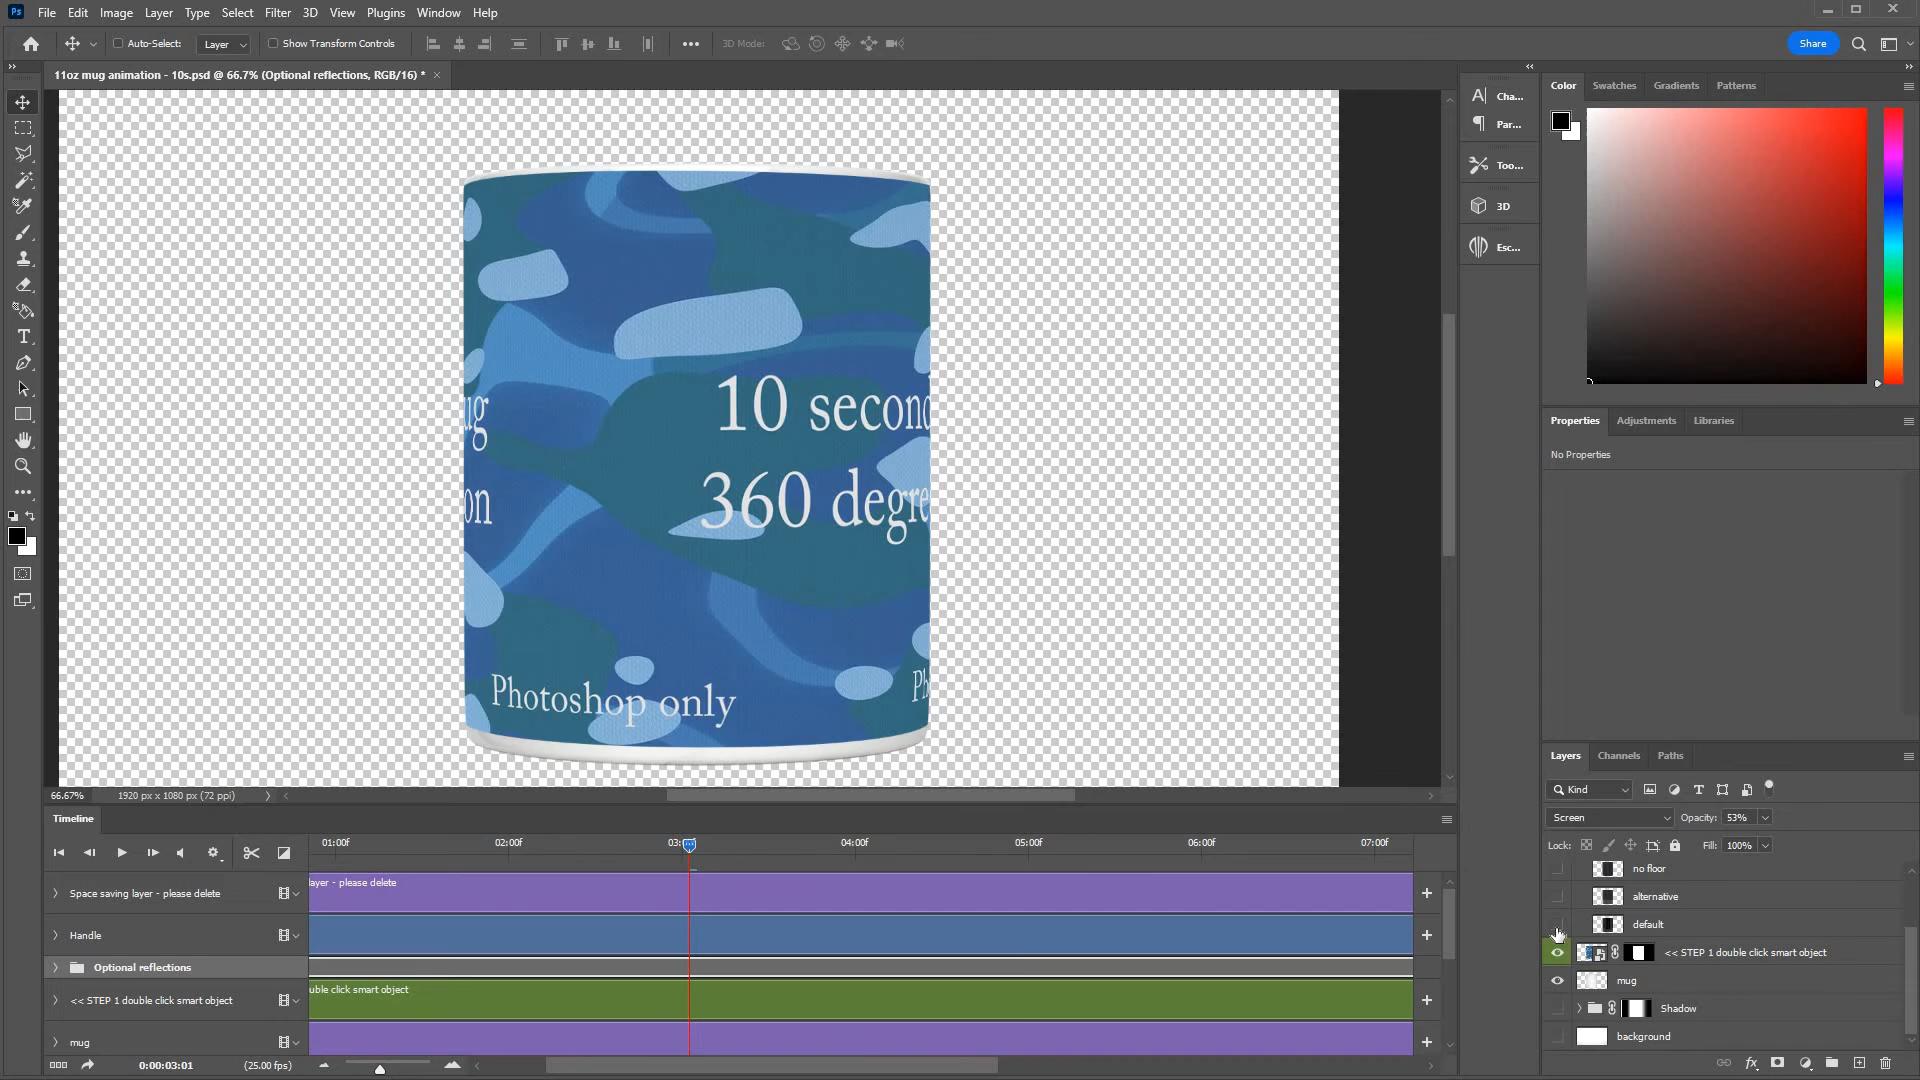 Ps File Edit Image Layer Type Select Filter 3D View Plugins Window Help
Auto-Select: Layer Show Transform Controls 3D Mode: Share
11oz mug animation - 10s.psd @ 66.7% (Optional reflections, RGB/16) *
A| Cha...
Par...
Too...
3D
Esc...
Color Swatches Gradients Patterns
ug 10 second
on 360 degre
Photoshop only Ph
Properties Adjustments Libraries
No Properties
Layers Channels Paths
Kind
Screen Opacity: 53%
Lock: Fill: 100%
no floor
alternative
default
<< STEP 1 double click smart object
mug
Shadow
background
66.67% 1920 px x 1080 px (72 ppi)
Timeline
01:00f 02:00f 03: 04:00f 05:00f 06:00f 07:00f
Space saving layer - please delete layer - please delete
Handle
Optional reflections
<< STEP 1 double click smart object uble click smart object
mug
0:00:03:01 (25.00 fps)